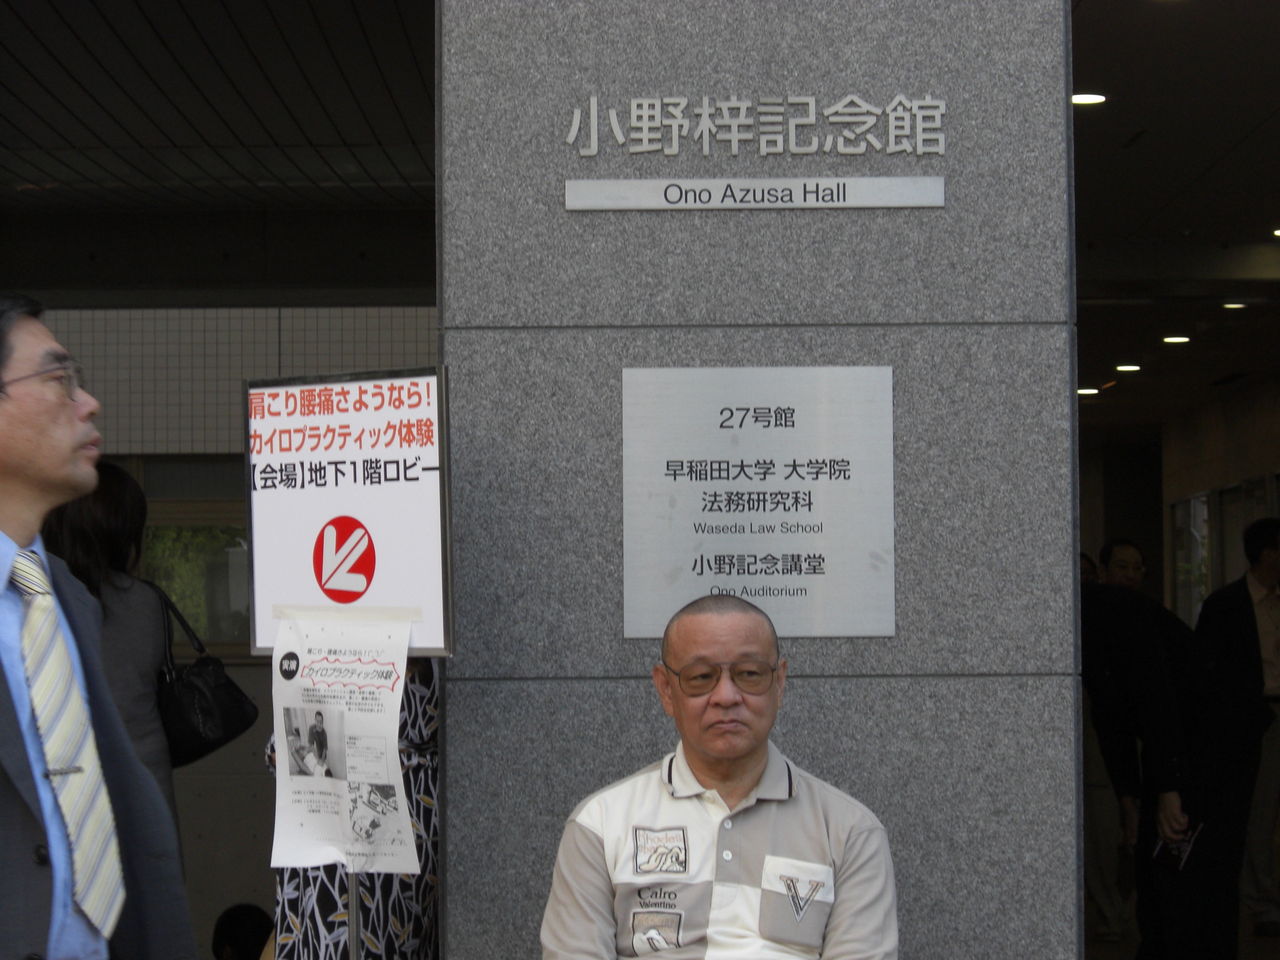 小野梓記念館
Ono Azusa Hall
27号館
早稲田大学 大学院
法務研究科
Waseda Law School
小野記念講堂
Ono Auditorium
肩こり腰痛さようなら!
カイロプラクティック体験
【会場】地下1階ロビー
実演
カイロプラクティック体験
Calro
Valentino
V